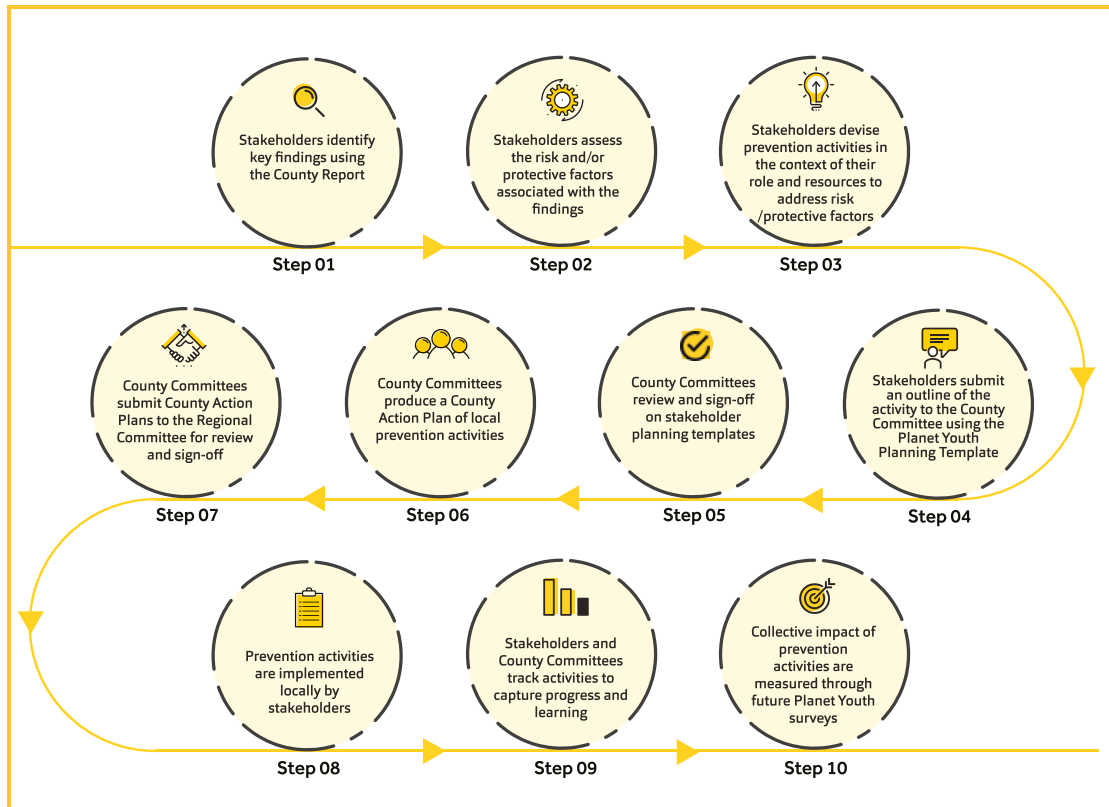 Stakeholders identify
key findings using
the County Report
Step 01
Stakeholders assess
the risk and/or
protective factors
associated with the
findings
Step 02
Stakeholders devise
prevention activities in
the context of their
role and resources to
address risk
/protective factors
Step 03
Stakeholders submit
an outline of the
activity to the County
Committee using the
Planet Youth
Planning Template
Step 04
County Committees
review and sign-off
on stakeholder
planning templates
Step 05
County Committees
produce a County
Action Plan of local
prevention activities
Step 06
County Committees
submit County Action
Plans to the Regional
Committee for review
and sign-off
Step 07
Prevention activities
are implemented
locally by
stakeholders
Step 08
Stakeholders and
County Committees
track activities to
capture progress and
learning
Step 09
Collective impact of
prevention
activities are
measured through
future Planet Youth
surveys
Step 10